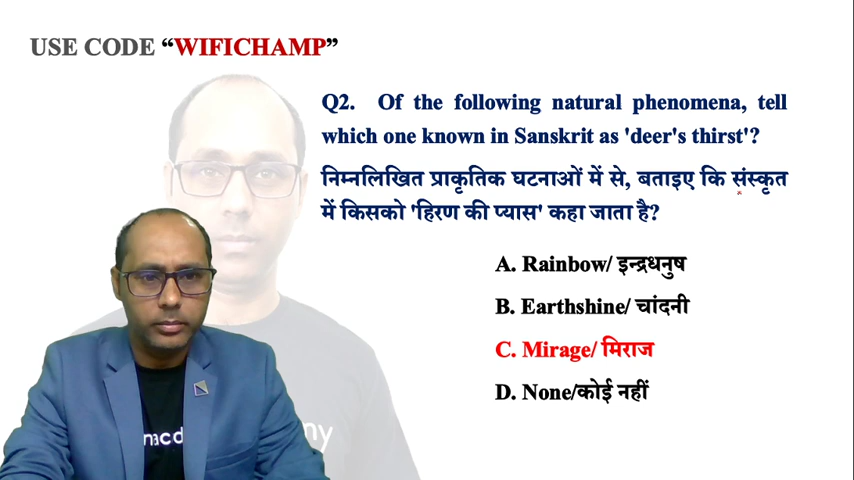 USE CODE “WIFICHAMP”
Q2. Of the following natural phenomena, tell
which one known in Sanskrit as 'deer's thirst'?
निम्नलिखित प्राकृतिक घटनाओं में से, बताइए कि संस्कृत
में किसको 'हिरण की प्यास' कहा जाता है?
A. Rainbow/ इन्द्रधनुष
B. Earthshine/ चांदनी
C. Mirage/ मिराज
D. None/कोई नहीं